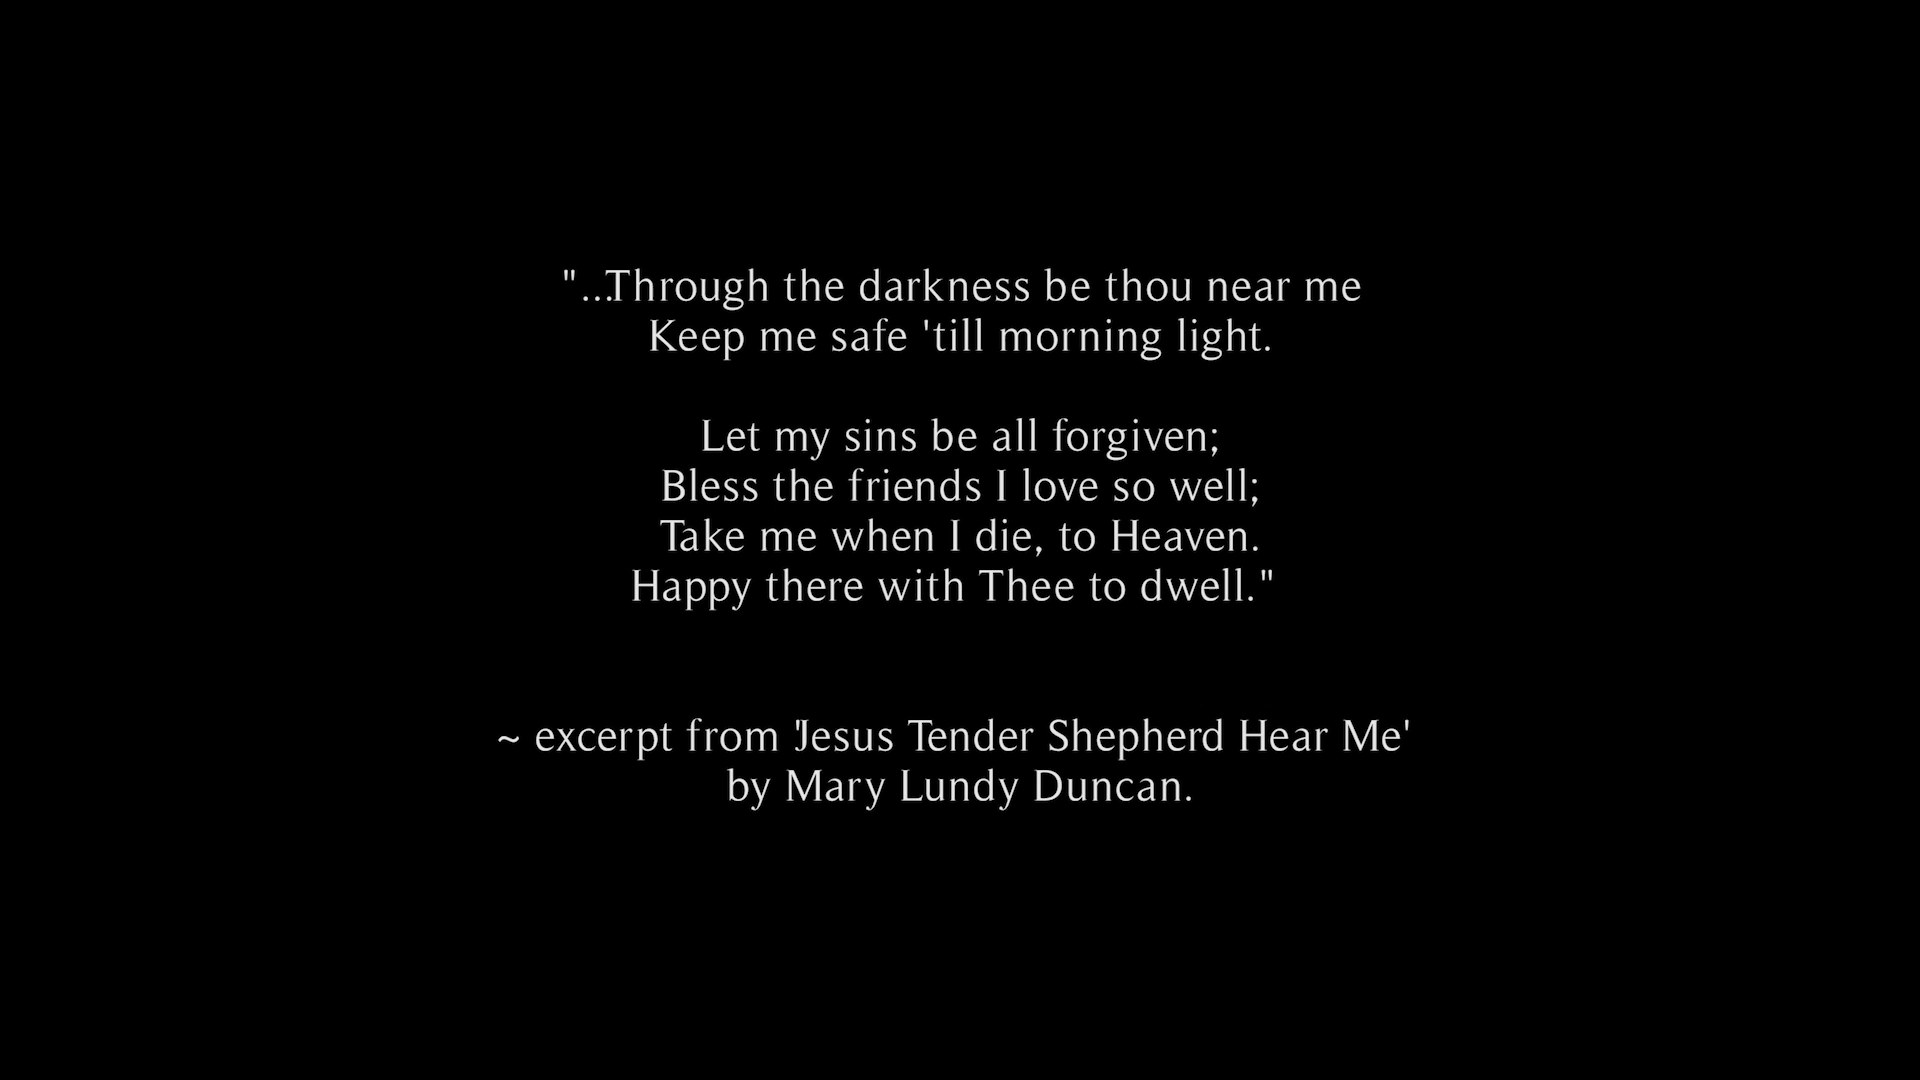 "...Through the darkness be thou near me
Keep me safe 'till morning light.
Let my sins be all forgiven;
Bless the friends I love so well;
Take me when I die, to Heaven.
Happy there with Thee to dwell."
~ excerpt from 'Jesus Tender Shepherd Hear Me'
by Mary Lundy Duncan.